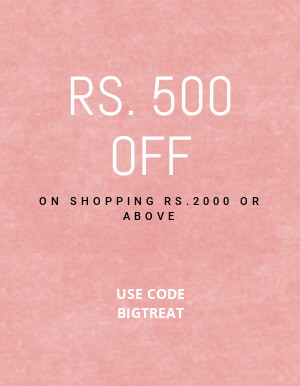 RS. 500
OFF
ON SHOPPING RS.2000 OR
ABOVE
USE CODE
BIGTREAT